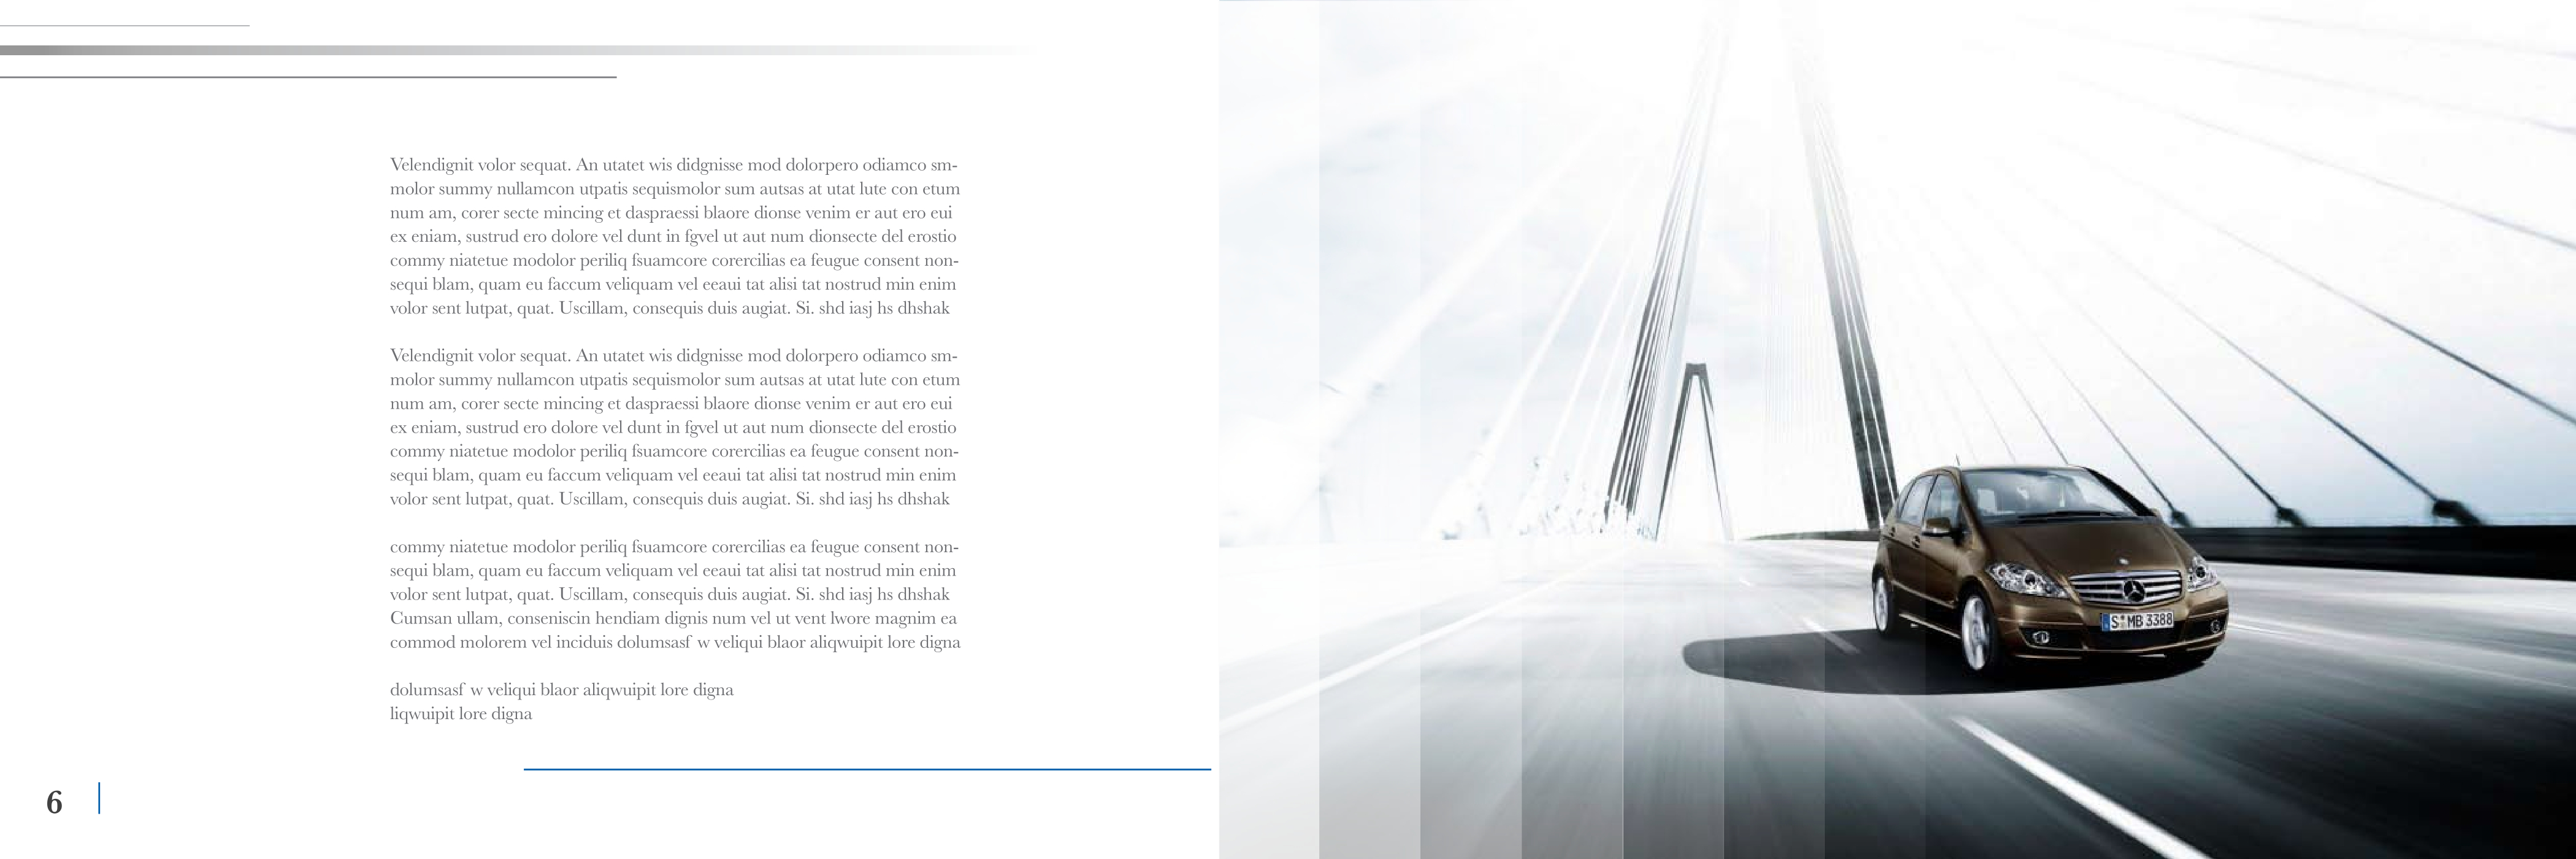 Velendignit volor sequat. An utatet wis didgnisse mod dolorpero odiamco sm-
molor summy nullamcon utpatis sequismolor sum autsas at utat lute con etum
num am, corer secte mincing et daspraessi blaore dionse venim er aut ero eui
ex eniam, sustrud ero dolore vel dunt in fgvel ut aut num dionsecte del erostio
commy niatetue modolor periliq fsuamcore corercilias ea feugue consent non-
sequi blam, quam eu faccum veliquam vel eeaui tat alisi tat nostrud min enim
volor sent lutpat, quat. Uscillam, consequis duis augiat. Si. shd iasj hs dhshak
Velendignit volor sequat. An utatet wis didgnisse mod dolorpero odiamco sm-
molor summy nullamcon utpatis sequismolor sum autsas at utat lute con etum
num am, corer secte mincing et daspraessi blaore dionse venim er aut ero eui
ex eniam, sustrud ero dolore vel dunt in fgvel ut aut num dionsecte del erostio
commy niatetue modolor periliq fsuamcore corercilias ea feugue consent non-
sequi blam, quam eu faccum veliquam vel eeaui tat alisi tat nostrud min enim
volor sent lutpat, quat. Uscillam, consequis duis augiat. Si. shd iasj hs dhshak
commy niatetue modolor periliq fsuamcore corercilias ea feugue consent non-
sequi blam, quam eu faccum veliquam vel eeaui tat alisi tat nostrud min enim
volor sent lutpat, quat. Uscillam, consequis duis augiat. Si. shd iasj hs dhshak
Cumsan ullam, conseniscin hendiam dignis num vel ut vent lwore magnim ea
commod molorem vel inciduis dolumsasf w veliqui blaor aliqwuipit lore digna
dolumsasf w veliqui blaor aliqwuipit lore digna
liqwuipit lore digna
6
S MB 3388